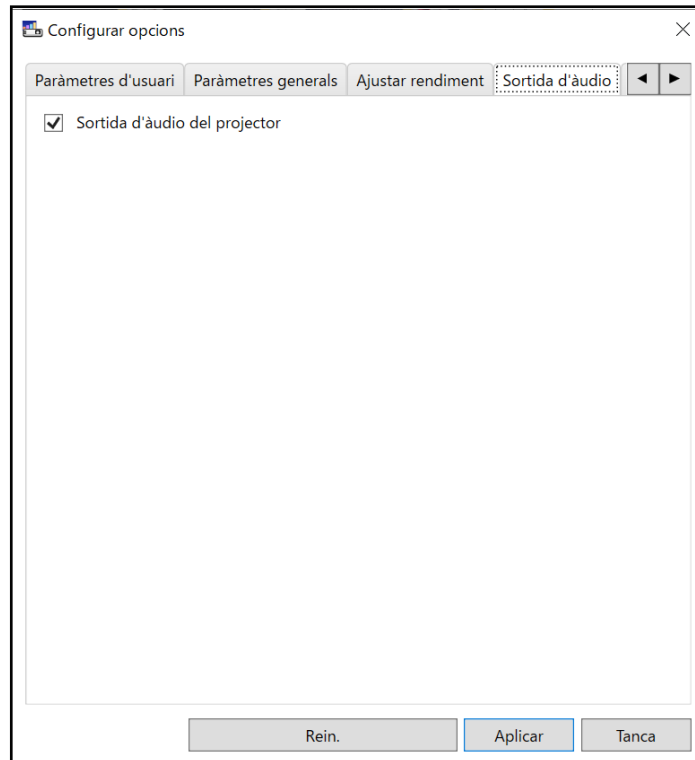 Configurar opcions
Paràmetres d'usuari Paràmetres generals Ajustar rendiment Sortida d'àudio
Sortida d'àudio del projector
Rein. Aplicar Tanca